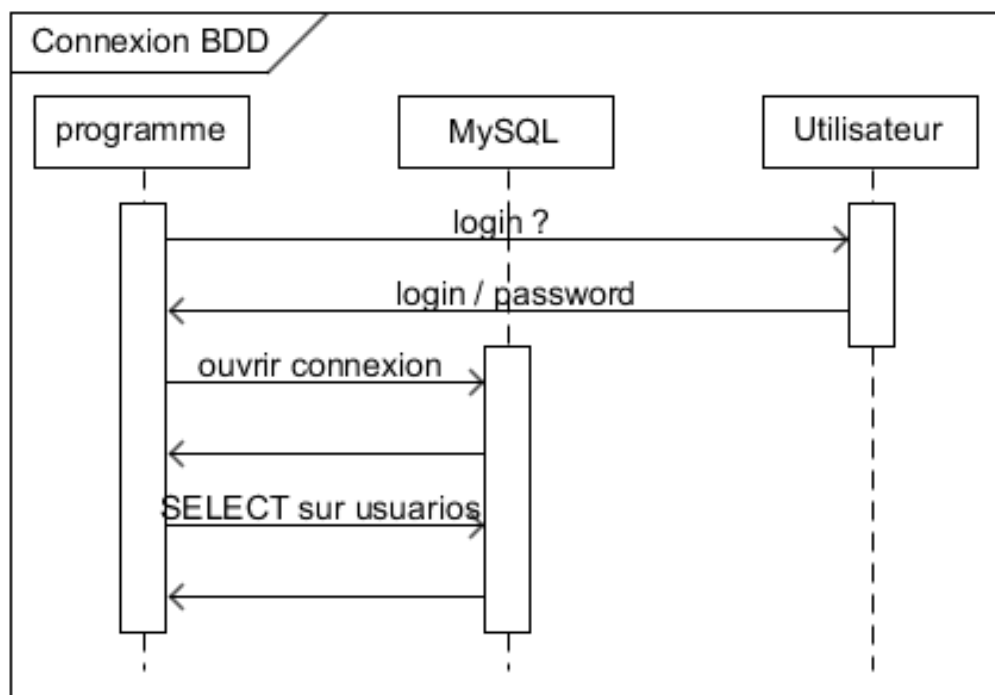 Connexion BDD
programme
MySQL
Utilisateur
login ?
login / password
ouvrir connexion
SELECT sur usuarios